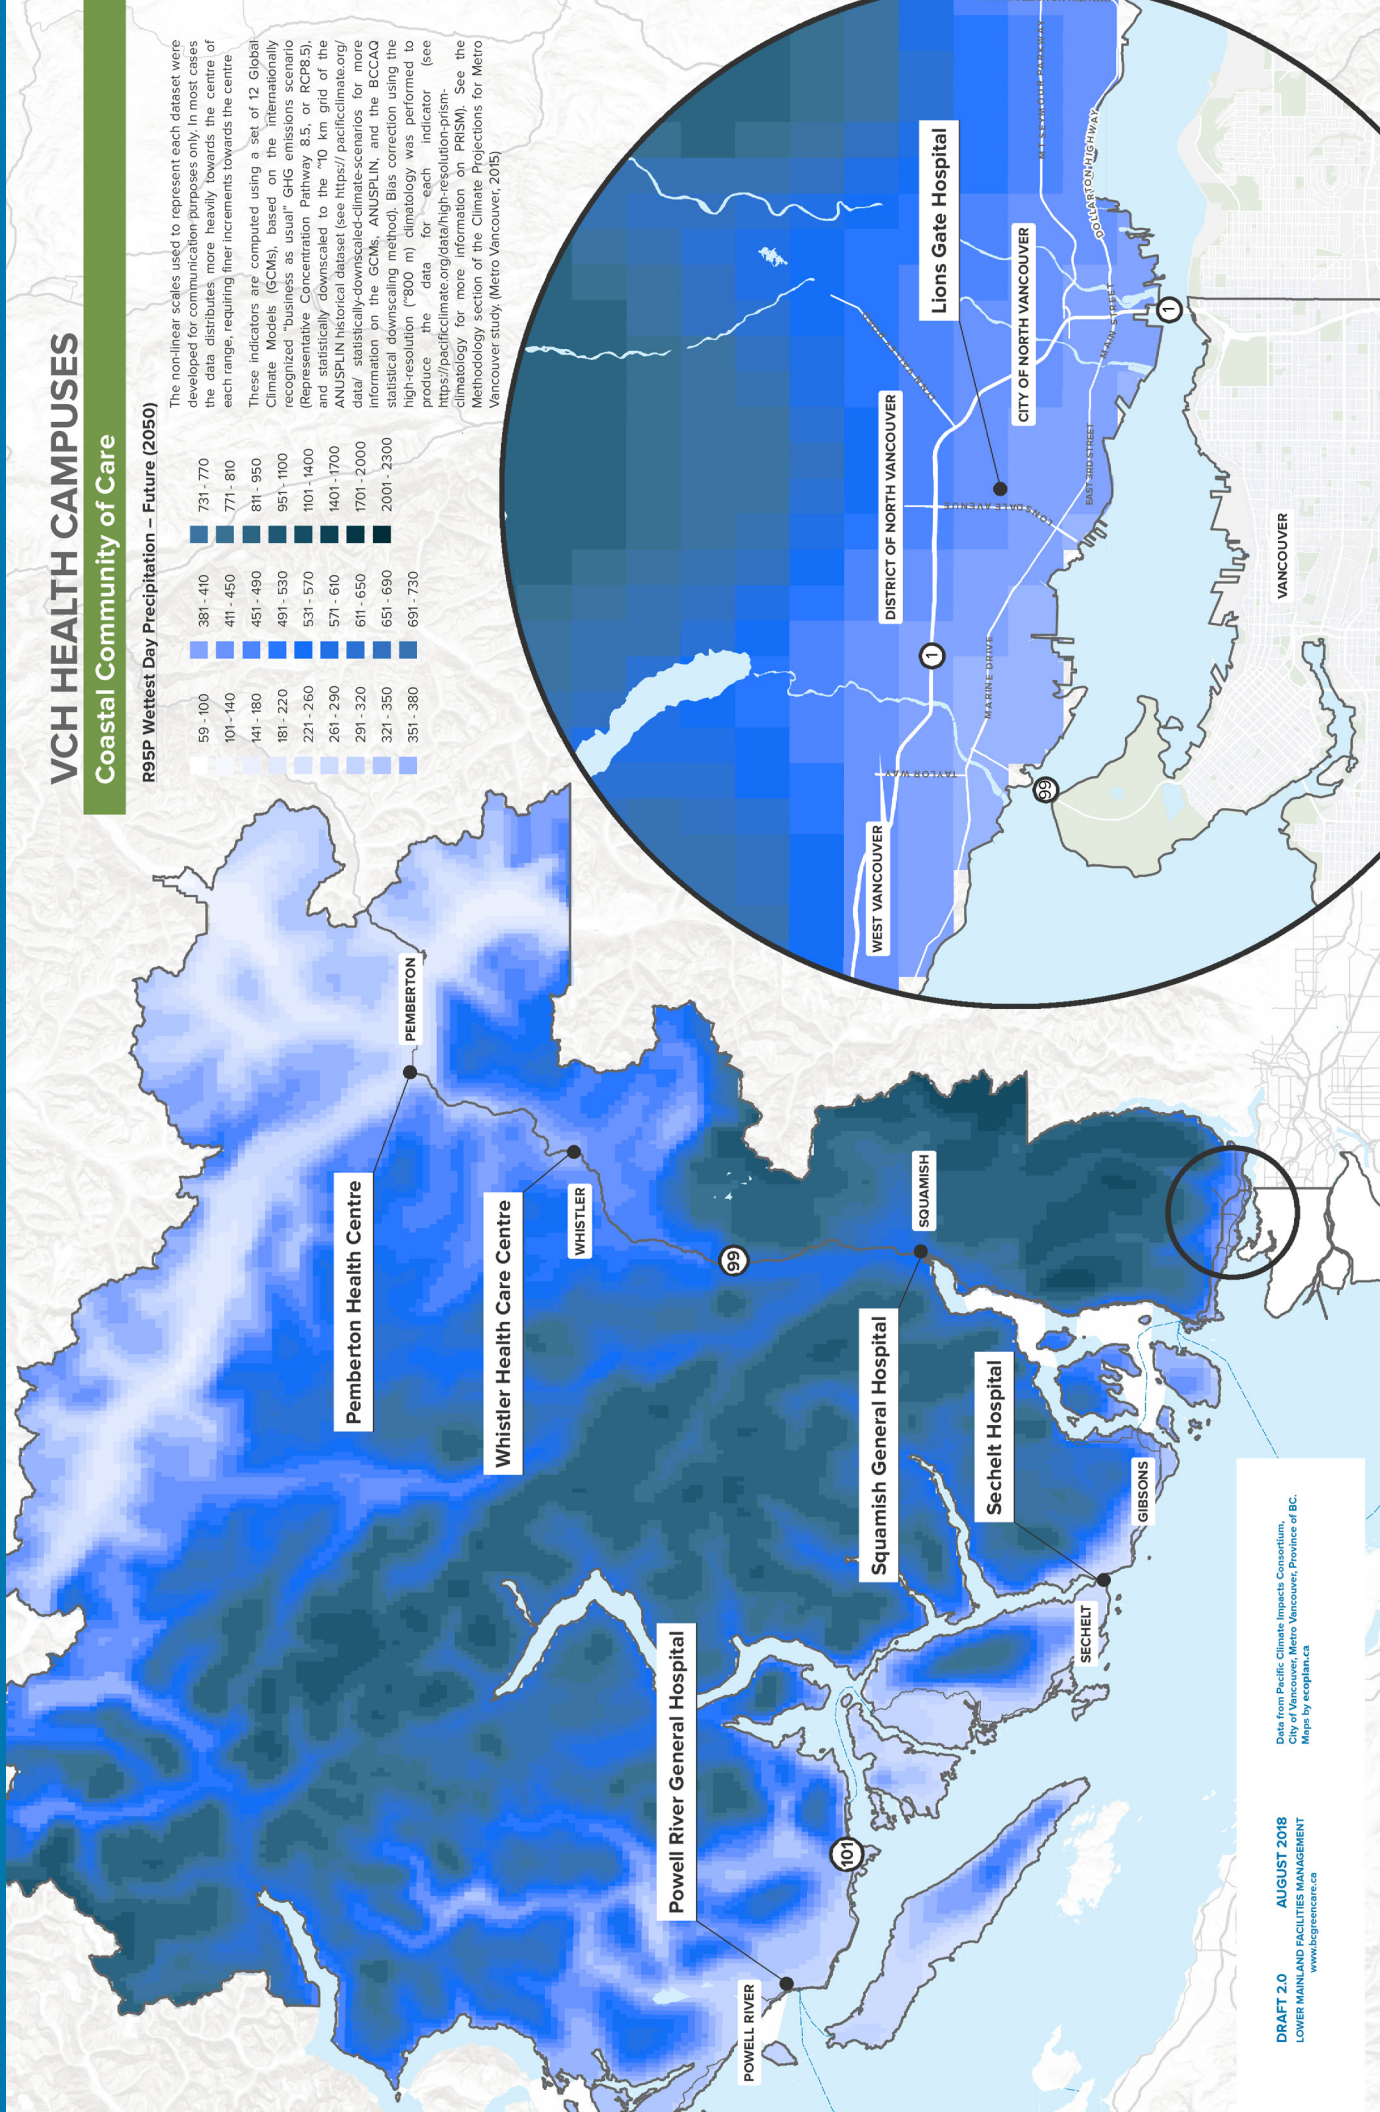 VCH HEALTH CAMPUSES
Coastal Community of Care
R95P Wettest Day Precipitation – Future (2050)
59 - 100
101 - 140
141 - 180
181 - 220
221 - 260
261 - 290
291 - 320
321 - 350
351 - 380
381 - 410
411 - 450
451 - 490
491 - 530
531 - 570
571 - 610
611 - 650
651 - 690
691 - 730
731 - 770
771 - 810
811 - 950
951 - 1100
1101 - 1400
1401 - 1700
1701 - 2000
2001 - 2300
The non-linear scales used to represent each dataset were
developed for communication purposes only. In most cases
the data distributes more heavily towards the centre of
each range, requiring finer increments towards the centre
These indicators are computed using a set of 12 Global
Climate Models (GCMs), based on the internationally
recognized "business as usual" GHG emissions scenario
(Representative Concentration Pathway 8.5, or RCP8.5),
and statistically downscaled to the ~10 km grid of the
ANUSPLIN historical dataset (see https:// pacificclimate.org/
data/ statistically-downscaled-climate-scenarios for more
information on the GCMs, ANUSPLIN, and the BCCAQ
statistical downscaling method). Bias correction using the
high-resolution (~800 m) climatology was performed to
produce the data for each indicator (see
https://pacificclimate.org/data/high-resolution-prism-
climatology for more information on PRISM). See the
Methodology section of the Climate Projections for Metro
Vancouver study, (Metro Vancouver, 2015)
PEMBERTON
Pemberton Health Centre
Whistler Health Care Centre
WHISTLER
99
SQUAMISH
Squamish General Hospital
Sechelt Hospital
GIBSONS
SECHELT
Powell River General Hospital
101
POWELL RIVER
Lions Gate Hospital
CITY OF NORTH VANCOUVER
DISTRICT OF NORTH VANCOUVER
WEST VANCOUVER
VANCOUVER
1
1
99
MT SEYMOUR PARKWAY
DOLLARTON HIGHWAY
MAIN STREET
EAST 3RD STREET
LONSDALE AVENUE
LYNN VALLEY
MARINE DRIVE
TAYLOR WAY
DRAFT 2.0 AUGUST 2018
LOWER MAINLAND FACILITIES MANAGEMENT
www.bcgreencare.ca
Data from Pacific Climate Impacts Consortium,
City of Vancouver, Metro Vancouver, Province of BC.
Maps by ecoplan.ca